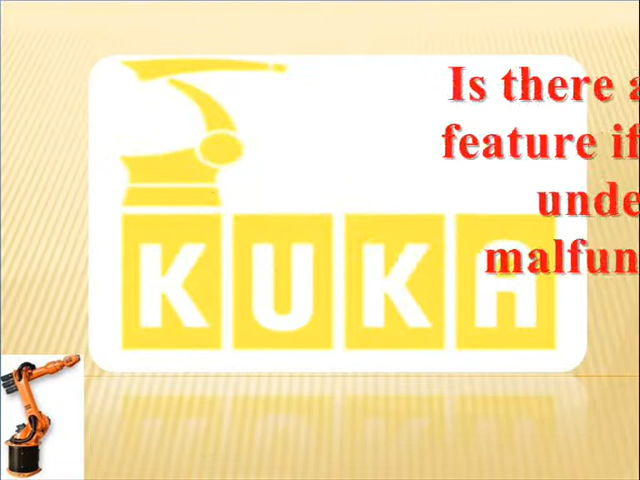 Is there a
feature if
unde
malfun
KUKA